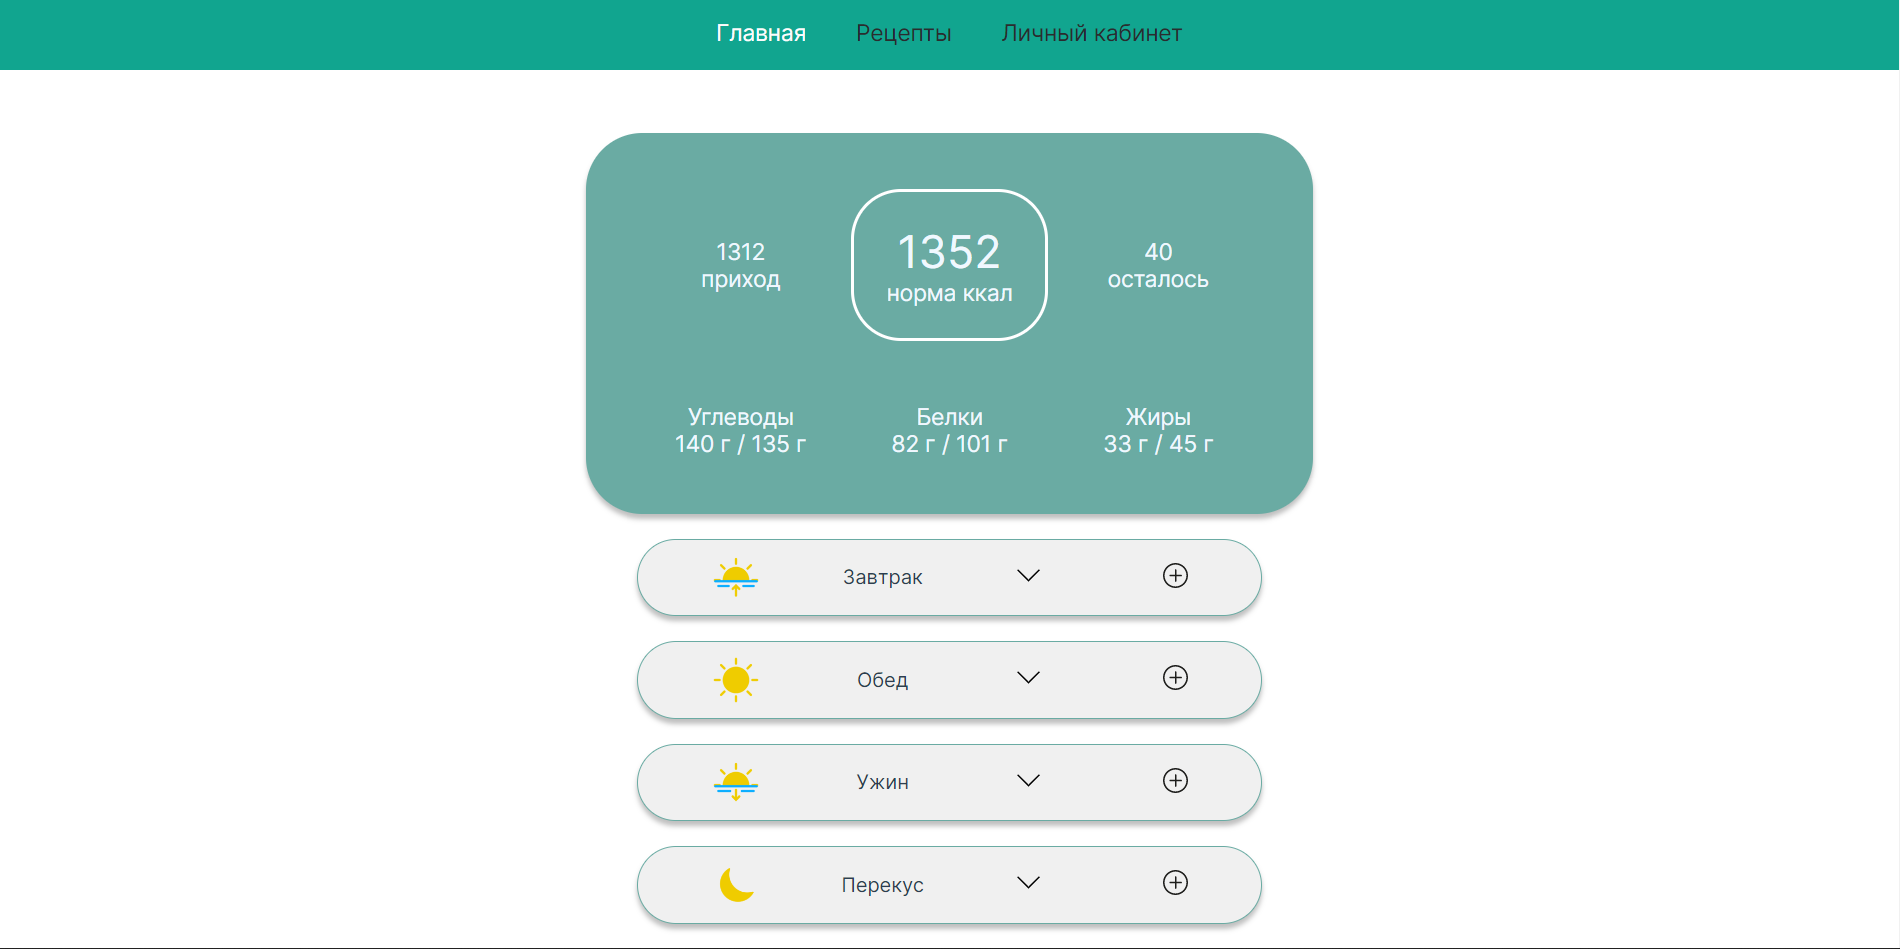 Главная Рецепты Личный кабинет
1312
приход
1352
норма ккал
40
осталось
Углеводы
140 г / 135 г
Белки
82 г / 101 г
Жиры
33 г / 45 г
Завтрак
Обед
Ужин
Перекус